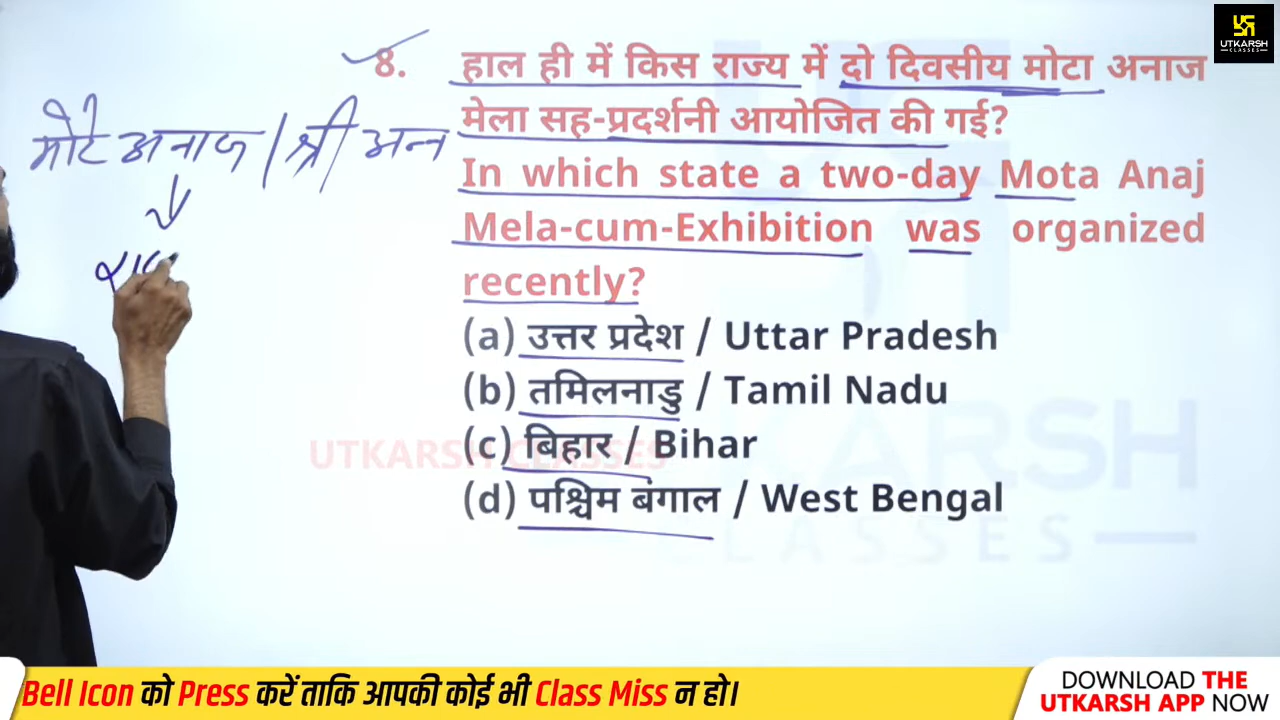 UTKARSH
CLASSES
8. हाल ही में किस राज्य में दो दिवसीय मोटा अनाज
मेला सह-प्रदर्शनी आयोजित की गई?
In which state a two-day Mota Anaj
Mela-cum-Exhibition was organized
recently?
(a) उत्तर प्रदेश / Uttar Pradesh
(b) तमिलनाडु / Tamil Nadu
(c) बिहार / Bihar
(d) पश्चिम बंगाल / West Bengal
मोटे अनाज / श्री अन्न
UTKARSH CLASSES
Bell Icon को Press करें ताकि आपकी कोई भी Class Miss न हो।
DOWNLOAD THE
UTKARSH APP NOW